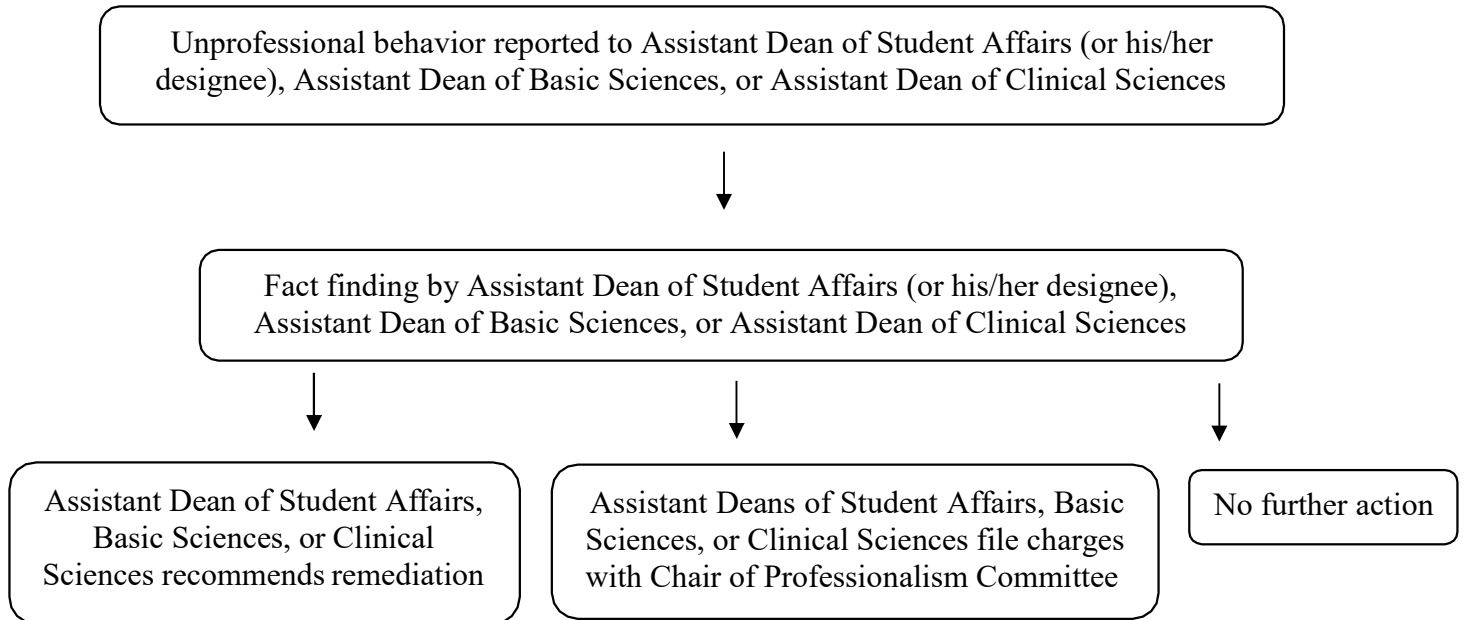 Unprofessional behavior reported to Assistant Dean of Student Affairs (or his/her
designee), Assistant Dean of Basic Sciences, or Assistant Dean of Clinical Sciences
Fact finding by Assistant Dean of Student Affairs (or his/her designee),
Assistant Dean of Basic Sciences, or Assistant Dean of Clinical Sciences
Assistant Dean of Student Affairs,
Basic Sciences, or Clinical
Sciences recommends remediation
Assistant Deans of Student Affairs, Basic
Sciences, or Clinical Sciences file charges
with Chair of Professionalism Committee
No further action